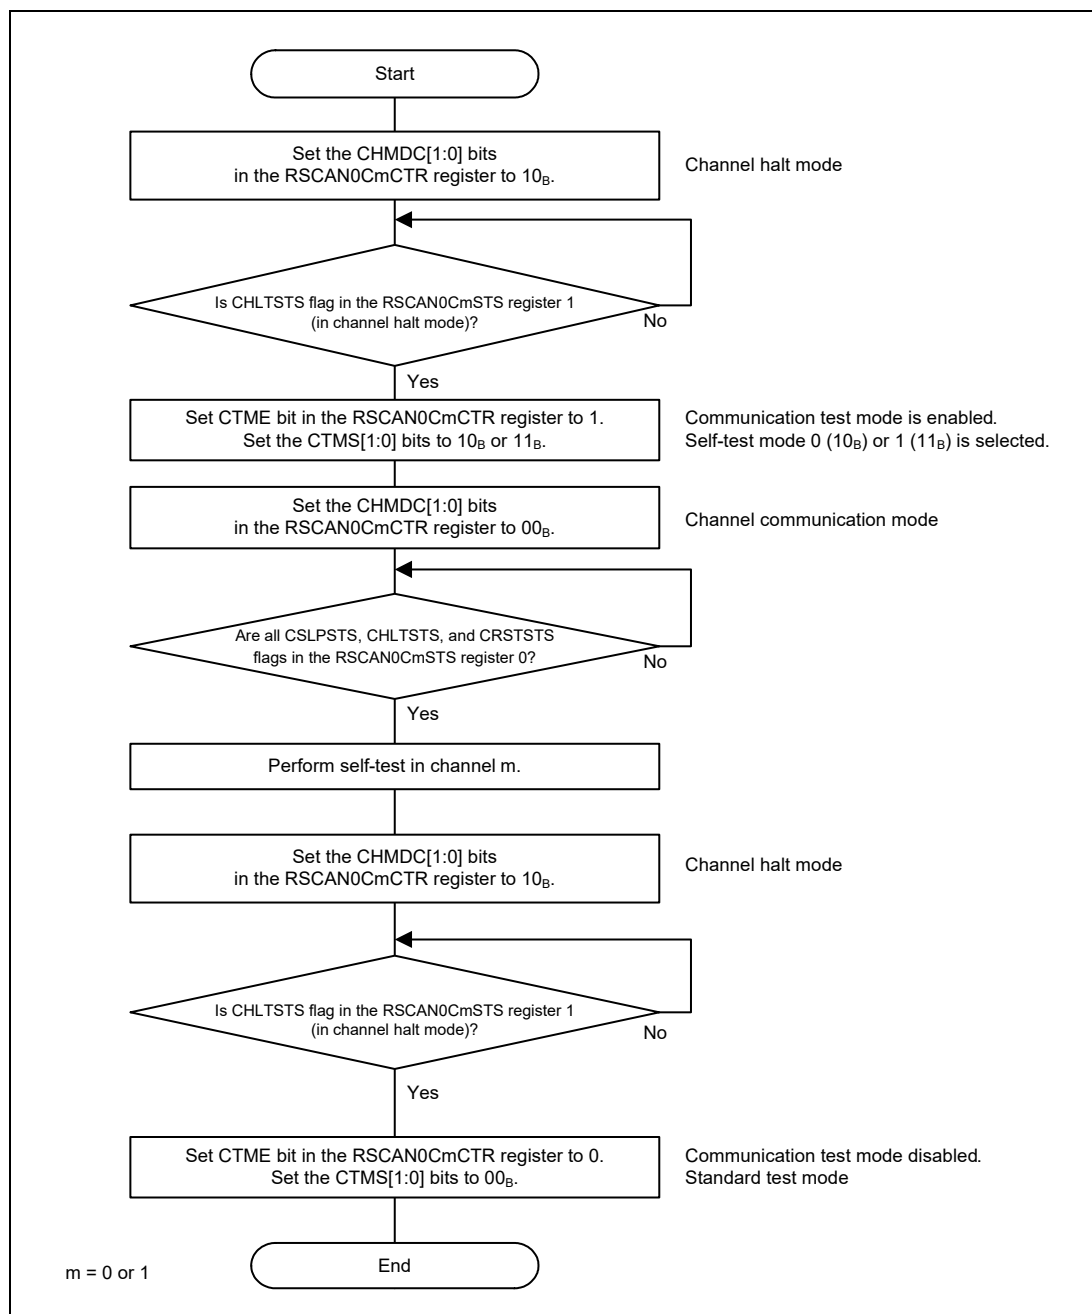 Start
Set the CHMDC[1:0] bits
in the RSCAN0CmCTR register to 10B.
Channel halt mode
Is CHLTSTS flag in the RSCAN0CmSTS register 1
(in channel halt mode)?
No
Yes
Set CTME bit in the RSCAN0CmCTR register to 1.
Set the CTMS[1:0] bits to 10B or 11B.
Communication test mode is enabled.
Self-test mode 0 (10B) or 1 (11B) is selected.
Set the CHMDC[1:0] bits
in the RSCAN0CmCTR register to 00B.
Channel communication mode
Are all CSLPSTS, CHLTSTS, and CRSTSTS
flags in the RSCAN0CmSTS register 0?
No
Yes
Perform self-test in channel m.
Set the CHMDC[1:0] bits
in the RSCAN0CmCTR register to 10B.
Channel halt mode
Is CHLTSTS flag in the RSCAN0CmSTS register 1
(in channel halt mode)?
No
Yes
Set CTME bit in the RSCAN0CmCTR register to 0.
Set the CTMS[1:0] bits to 00B.
Communication test mode disabled.
Standard test mode
End
m = 0 or 1